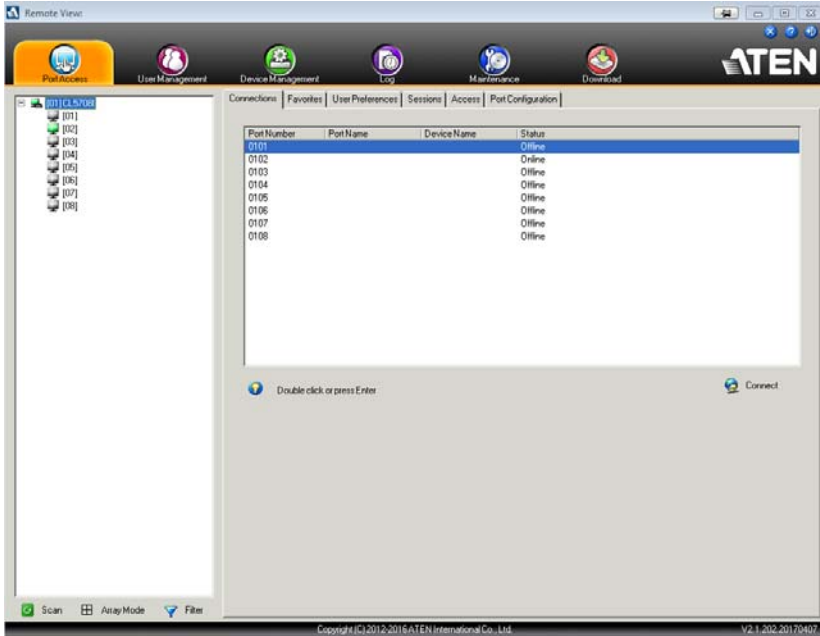 Remote View:
ATEN
Port Access User Management Device Management Log Maintenance Download
[01] CL5708I
[01]
[02]
[03]
[04]
[05]
[06]
[07]
[08]
Connections Favorites User Preferences Sessions Access Port Configuration
Port Number Port Name Device Name Status
0101 Offline
0102 Online
0103 Offline
0104 Offline
0105 Offline
0106 Offline
0107 Offline
0108 Offline
Double click or press Enter
Connect
Scan Array Mode Filter
Copyright (C) 2012-2016 ATEN International Co., Ltd. V2.1.202.20170407